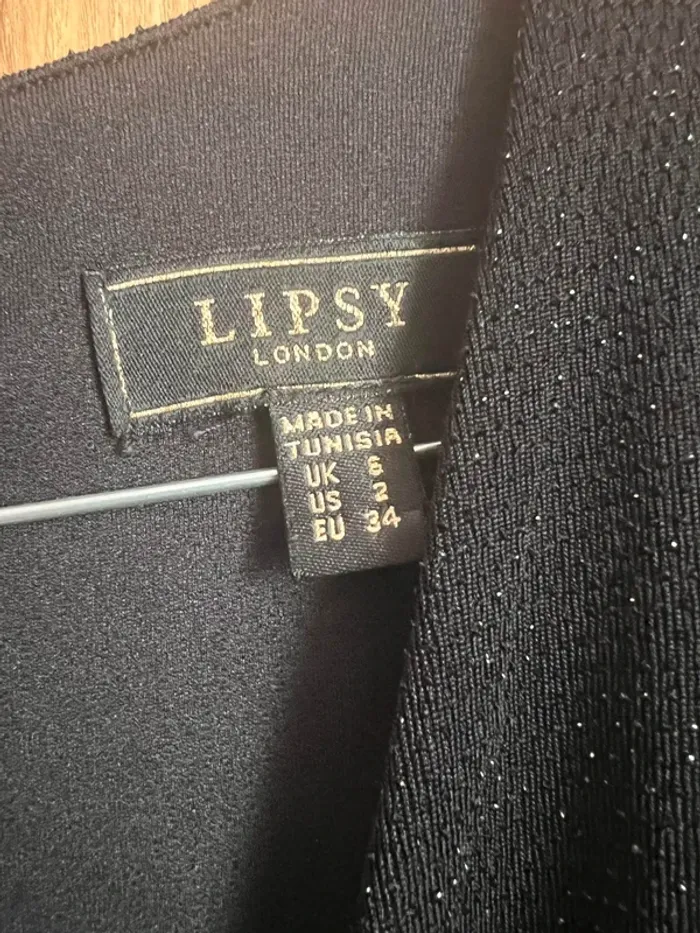 LIPSY
LONDON
MADE IN
TUNISIA
UK 6
US 2
EU 34